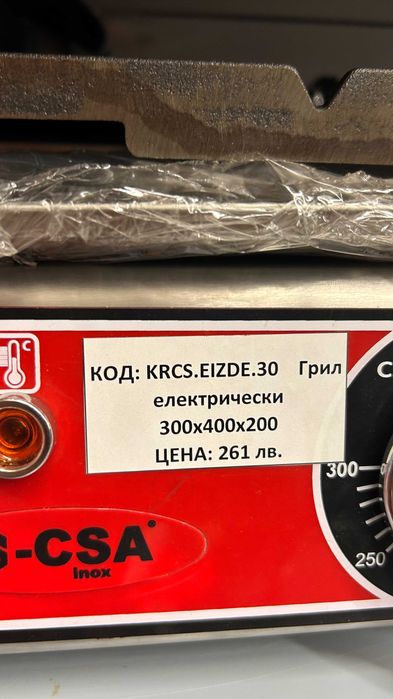 °C
КОД: KRCS.EIZDE.30 Грил
електрически
300x400x200
ЦЕНА: 261 лв.
C
300
250
S-CSA®
inox